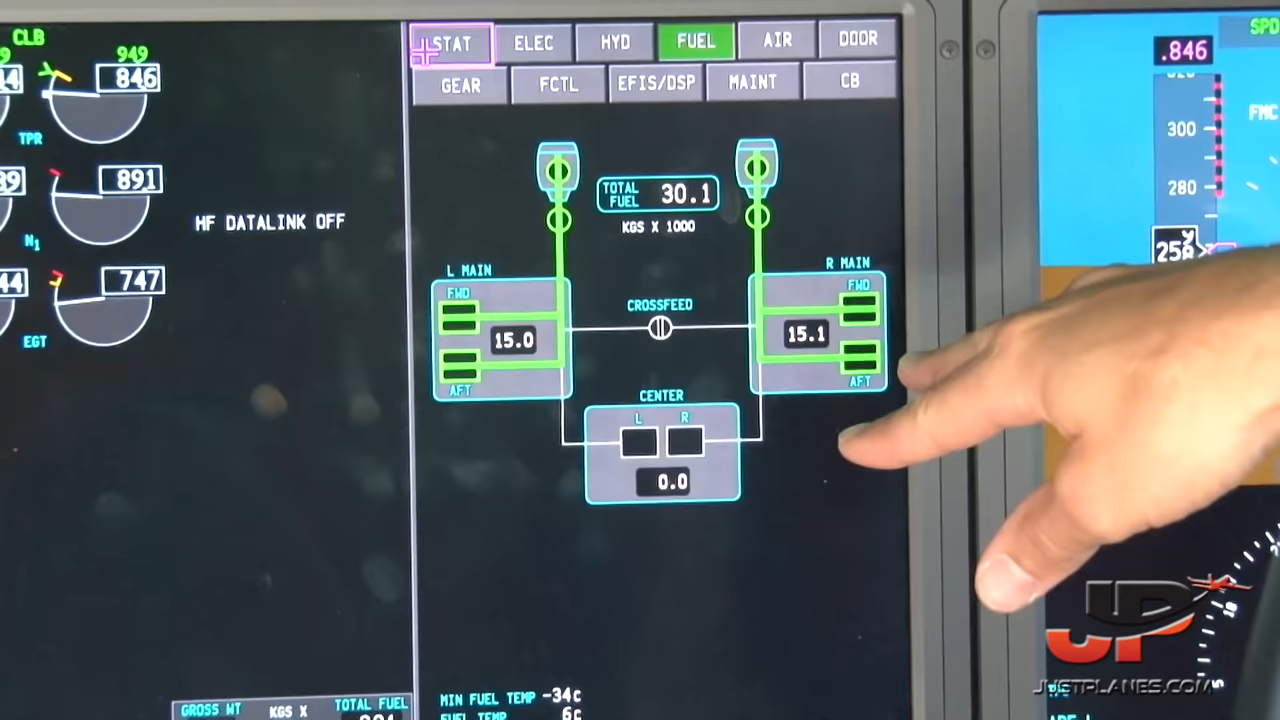 CLB
949
846
TPR
891
N1
747
EGT
HF DATALINK OFF
STAT ELEC HYD FUEL AIR DOOR
GEAR FCTL EFIS/DSP MAINT CB
TOTAL FUEL 30.1
KGS X 1000
L MAIN
FWD
15.0
AFT
CROSSFEED
R MAIN
FWD
15.1
AFT
CENTER
L R
0.0
MIN FUEL TEMP -34c
FUEL TEMP 6c
GROSS WT KGS X TOTAL FUEL
SPD
.846
300
280
FMC
JP
JUSTPLANES.COM